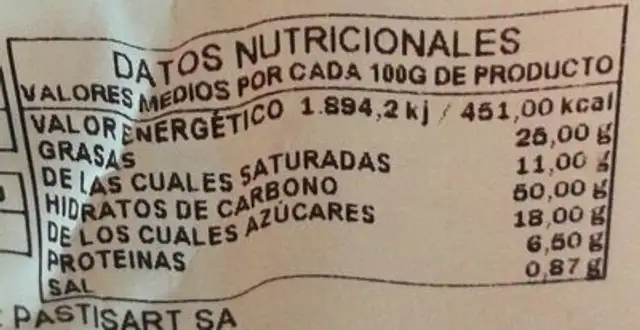 DATOS NUTRICIONALES
VALORES MEDIOS POR CADA 100G DE PRODUCTO
VALOR ENERGÉTICO 1.894,2 kj / 451,00 kcal
GRASAS 25,00 g
DE LAS CUALES SATURADAS 11,00 g
HIDRATOS DE CARBONO 50,00 g
DE LOS CUALES AZÚCARES 18,00 g
PROTEINAS 6,50 g
SAL 0,87 g
PASTISART SA